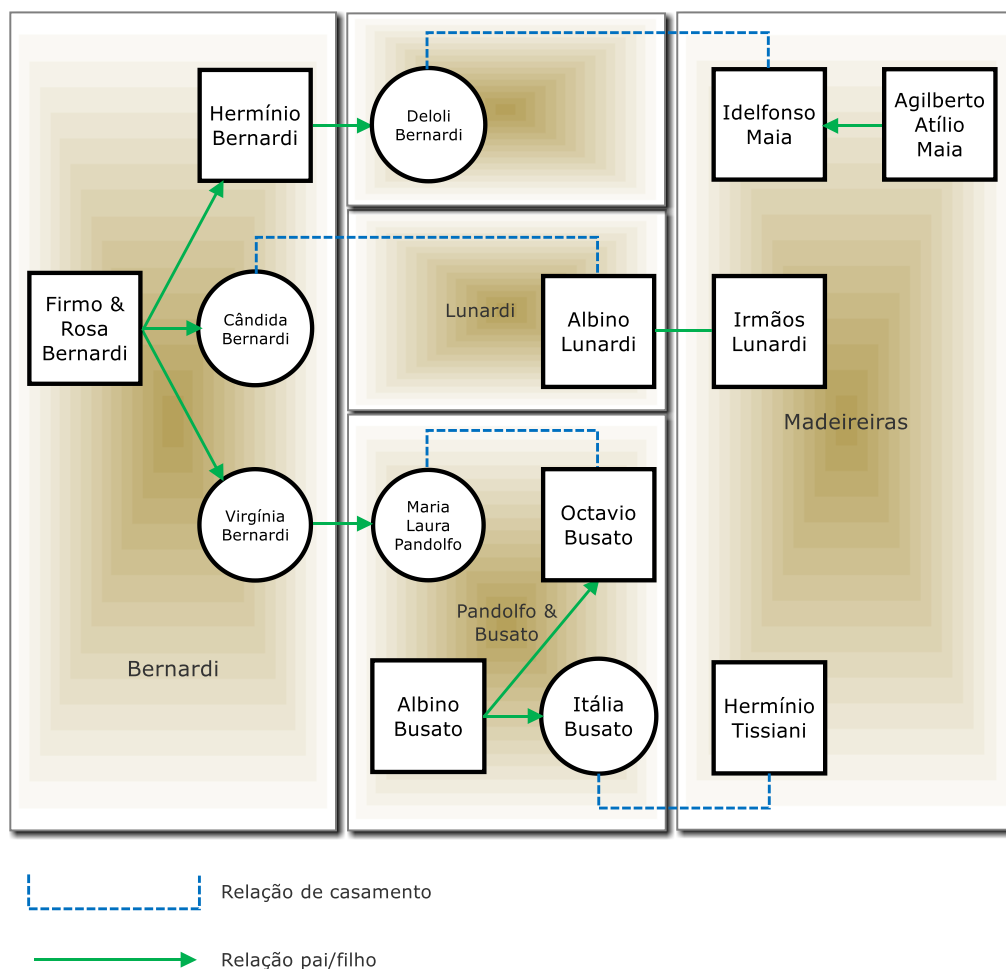 Hermínio
Bernardi
Deloli
Bernardi
Idelfonso
Maia
Agilberto
Atílio
Maia
Firmo &
Rosa
Bernardi
Cândida
Bernardi
Lunardi
Albino
Lunardi
Irmãos
Lunardi
Madeireiras
Virgínia
Bernardi
Maria
Laura
Pandolfo
Octavio
Busato
Pandolfo &
Busato
Bernardi
Albino
Busato
Itália
Busato
Hermínio
Tissiani
Relação de casamento
Relação pai/filho